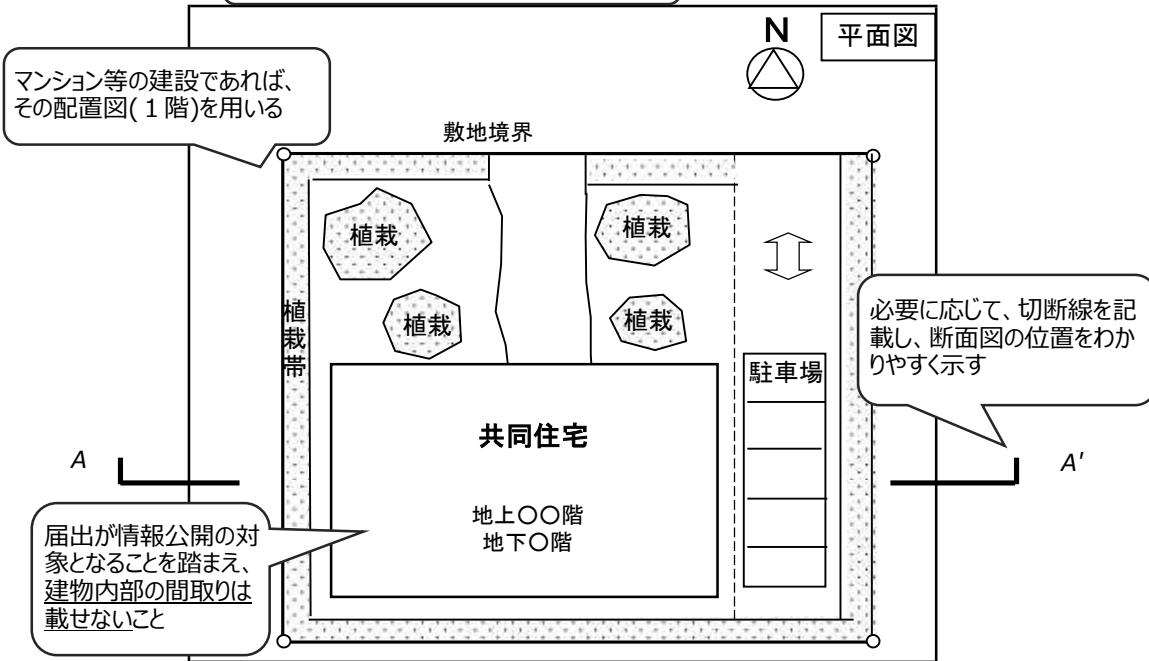 N
平面図
マンション等の建設であれば、
その配置図(１階)を用いる
敷地境界
植栽
植栽
植栽
植栽
植栽帯
必要に応じて、切断線を記
載し、断面図の位置をわか
りやすく示す
駐車場
共同住宅
A
A'
地上〇〇階
地下〇階
届出が情報公開の対
象となることを踏まえ、
建物内部の間取りは
載せないこと